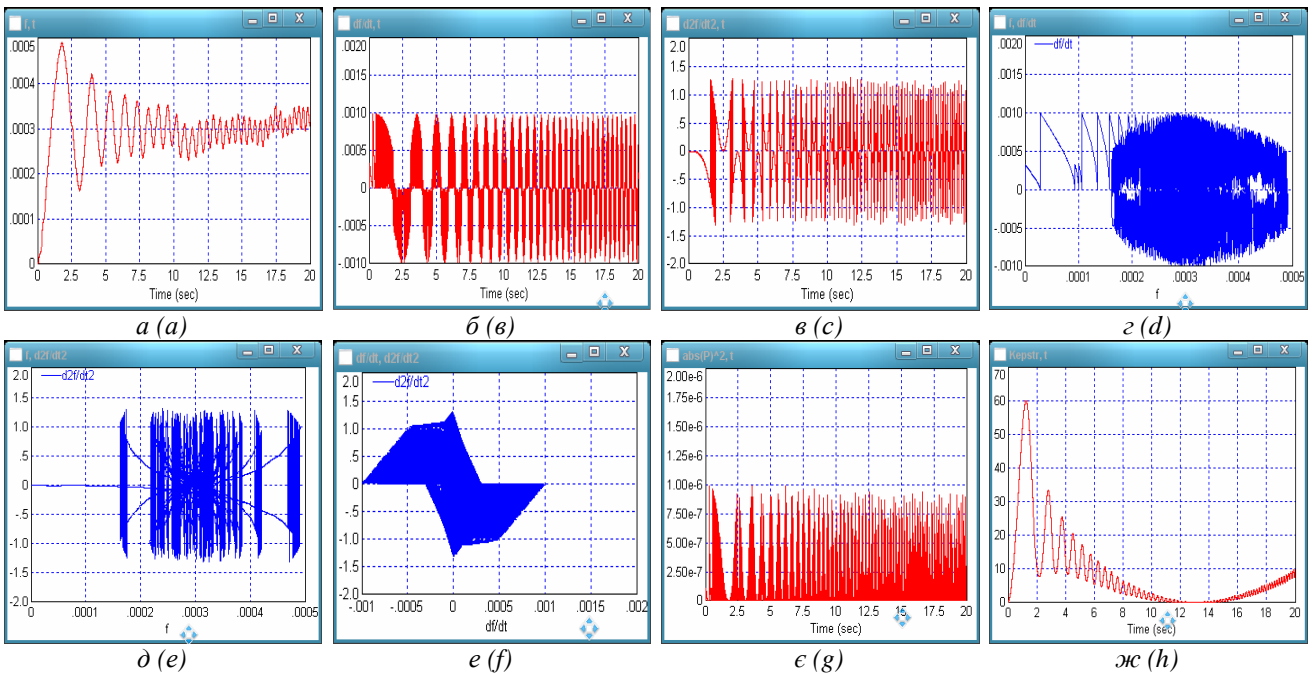 f, t
.0005
.0004
.0003
.0002
.0001
0
0 2.5 5 7.5 10 12.5 15 17.5 20
Time (sec)
а (a)
df/dt, t
.0020
.0015
.0010
.0005
0
-.0005
-.0010
0 2.5 5 7.5 10 12.5 15 17.5 20
Time (sec)
б (в)
d2f/dt2, t
2.0
1.5
1.0
.5
0
-.5
-1.0
-1.5
-2.0
0 2.5 5 7.5 10 12.5 15 17.5 20
Time (sec)
в (c)
f, df/dt
df/dt
.0020
.0015
.0010
.0005
0
-.0005
-.0010
0 .0001 .0002 .0003 .0004 .0005
f
г (d)
f, d2f/dt2
d2f/dt2
2.0
1.5
1.0
.5
0
-.5
-1.0
-1.5
-2.0
0 .0001 .0002 .0003 .0004 .0005
f
д (e)
df/dt, d2f/dt2
d2f/dt2
2.0
1.5
1.0
.5
0
-.5
-1.0
-1.5
-2.0
-.001 -.0005 0 .0005 .001 .0015 .002
df/dt
е (f)
abs(P)^2, t
2.00e-6
1.75e-6
1.50e-6
1.25e-6
1.00e-6
7.50e-7
5.00e-7
2.50e-7
0
0 2.5 5 7.5 10 12.5 15 17.5 20
Time (sec)
є (g)
Kepstr, t
70
60
50
40
30
20
10
0
0 2 4 6 8 10 12 14 16 18 20
Time (sec)
ж (h)